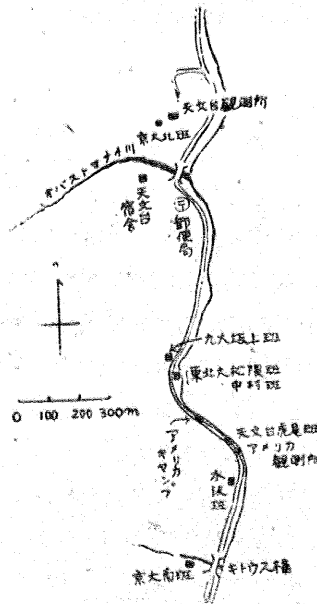 天文台観測所
京大北班
オバストマナイ川
天文台
宿舎
〒郵便局
九大坂上班
東北大松隈班
中村班
0 100 200 300m
アメリカ
キャンプ
天文台虎尾班
アメリカ
観測所
水路班
京大南班
キトウス橋